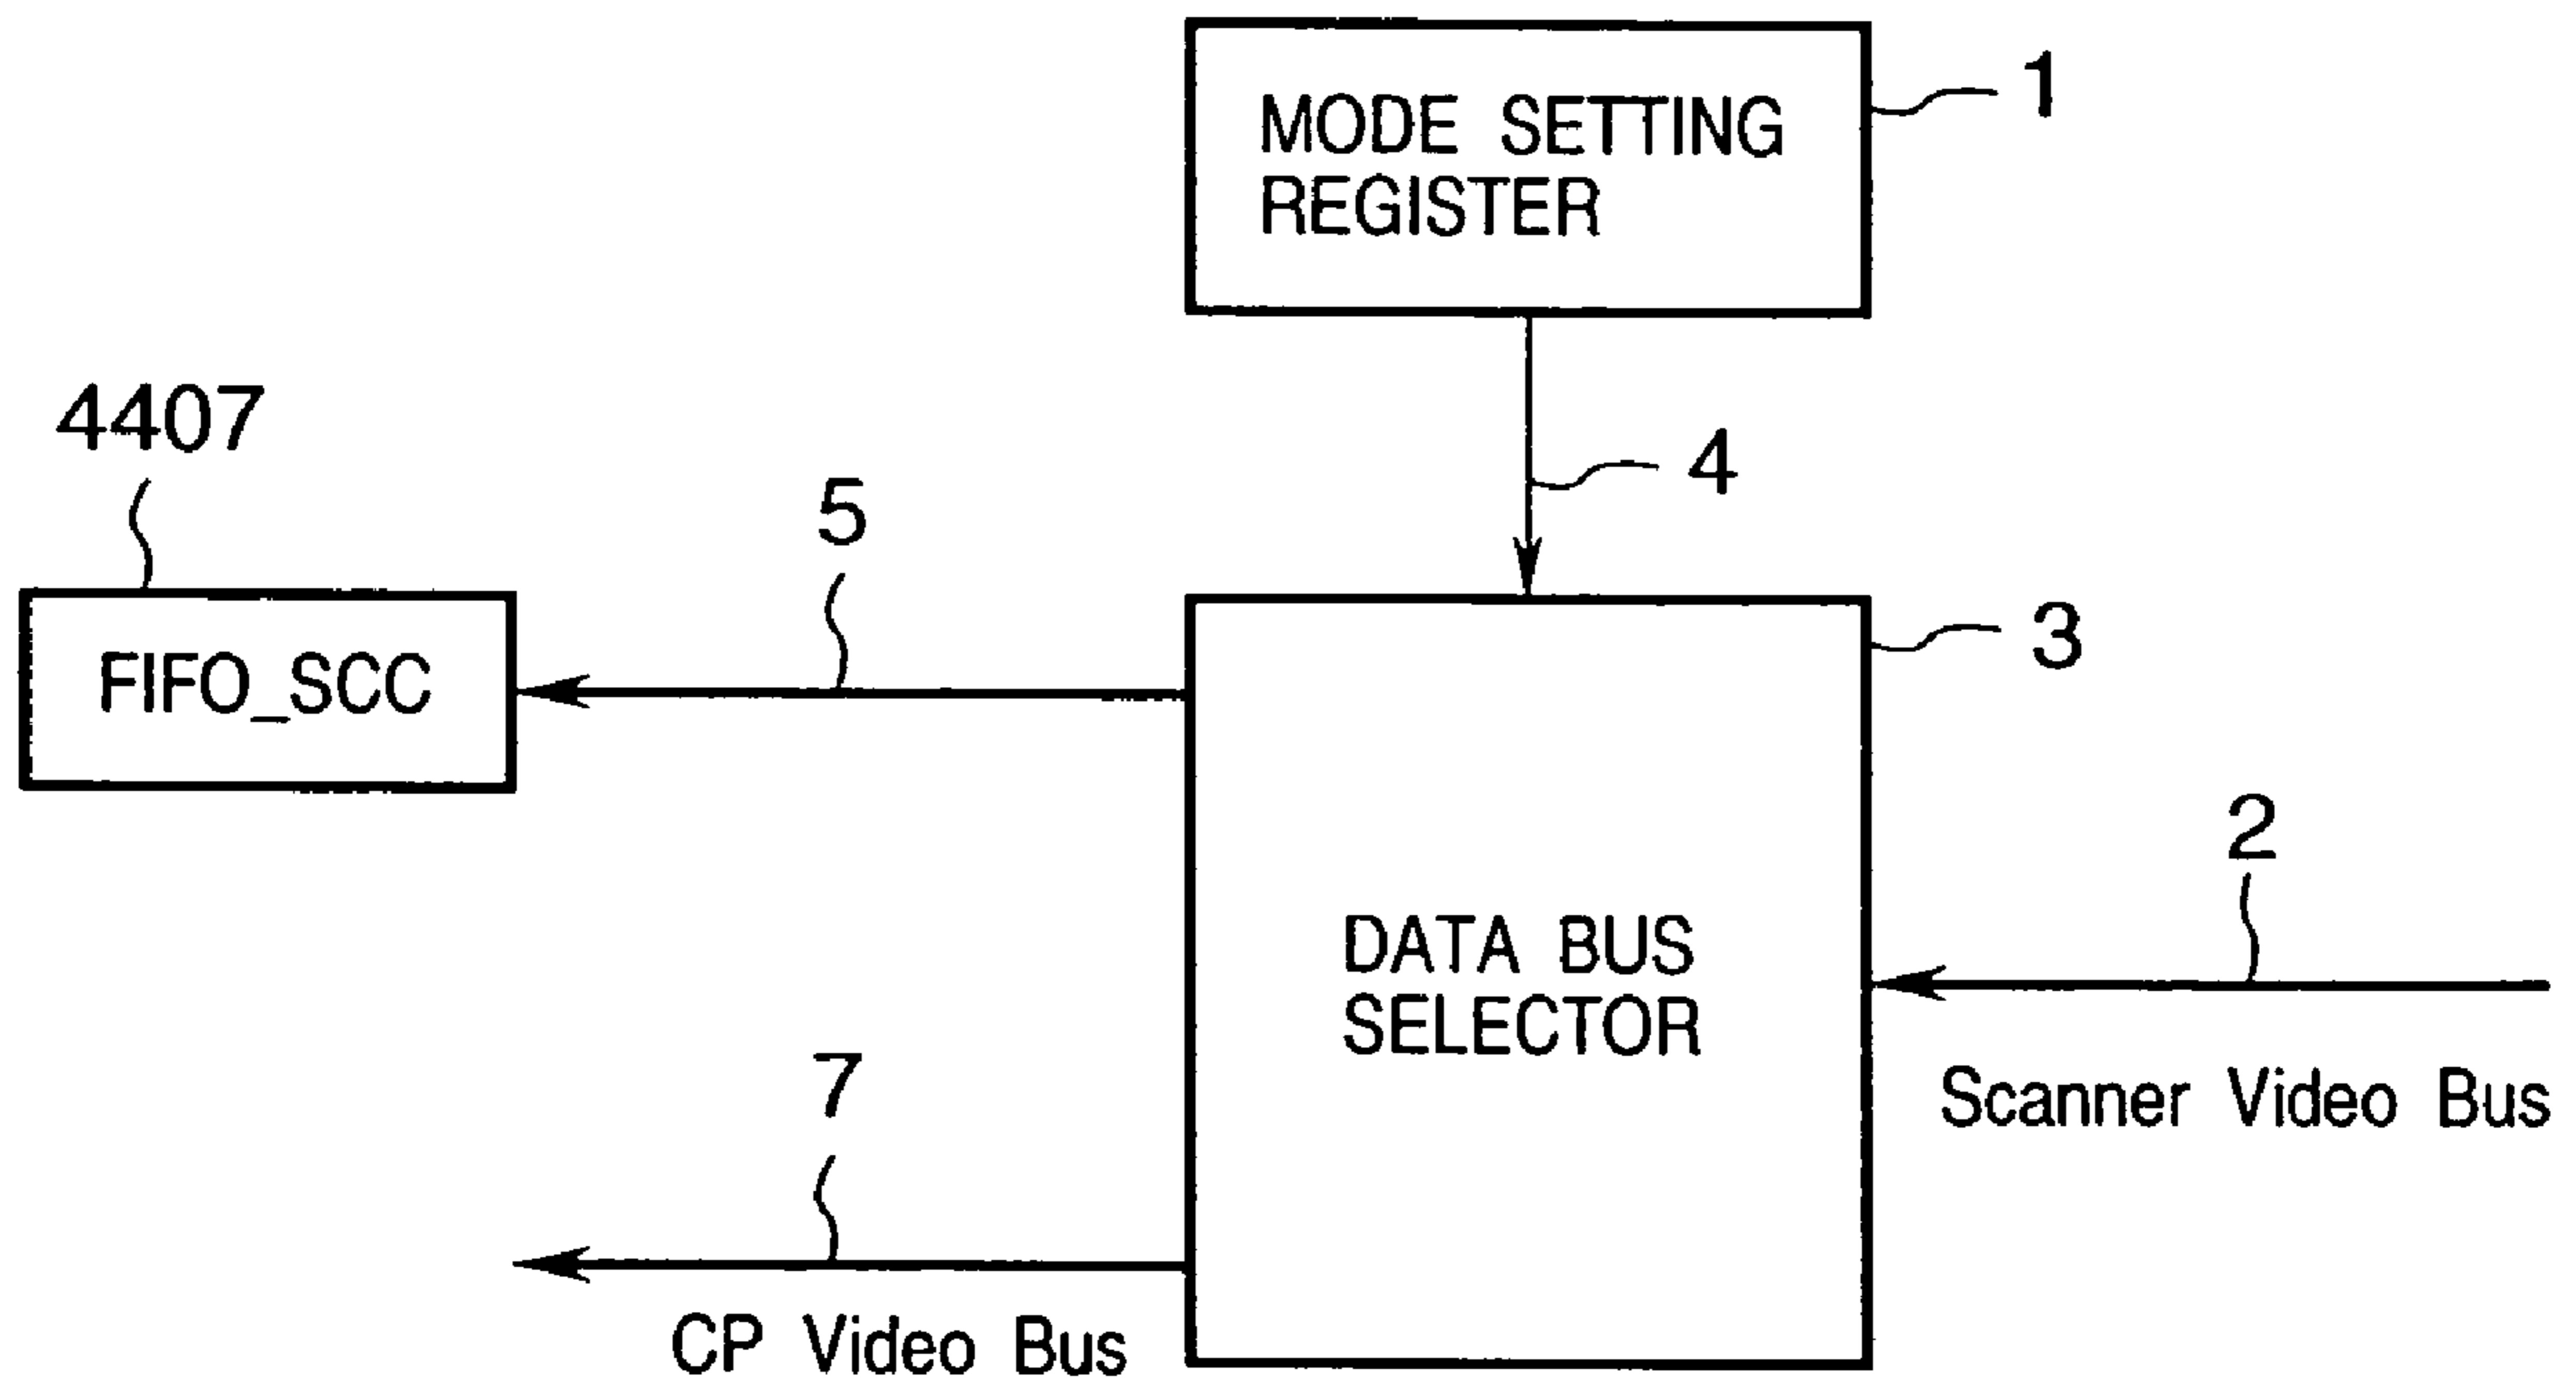 MODE SETTING
REGISTER
1
4
4407
5
FIFO_SCC
3
2
DATA BUS
SELECTOR
Scanner Video Bus
7
CP Video Bus